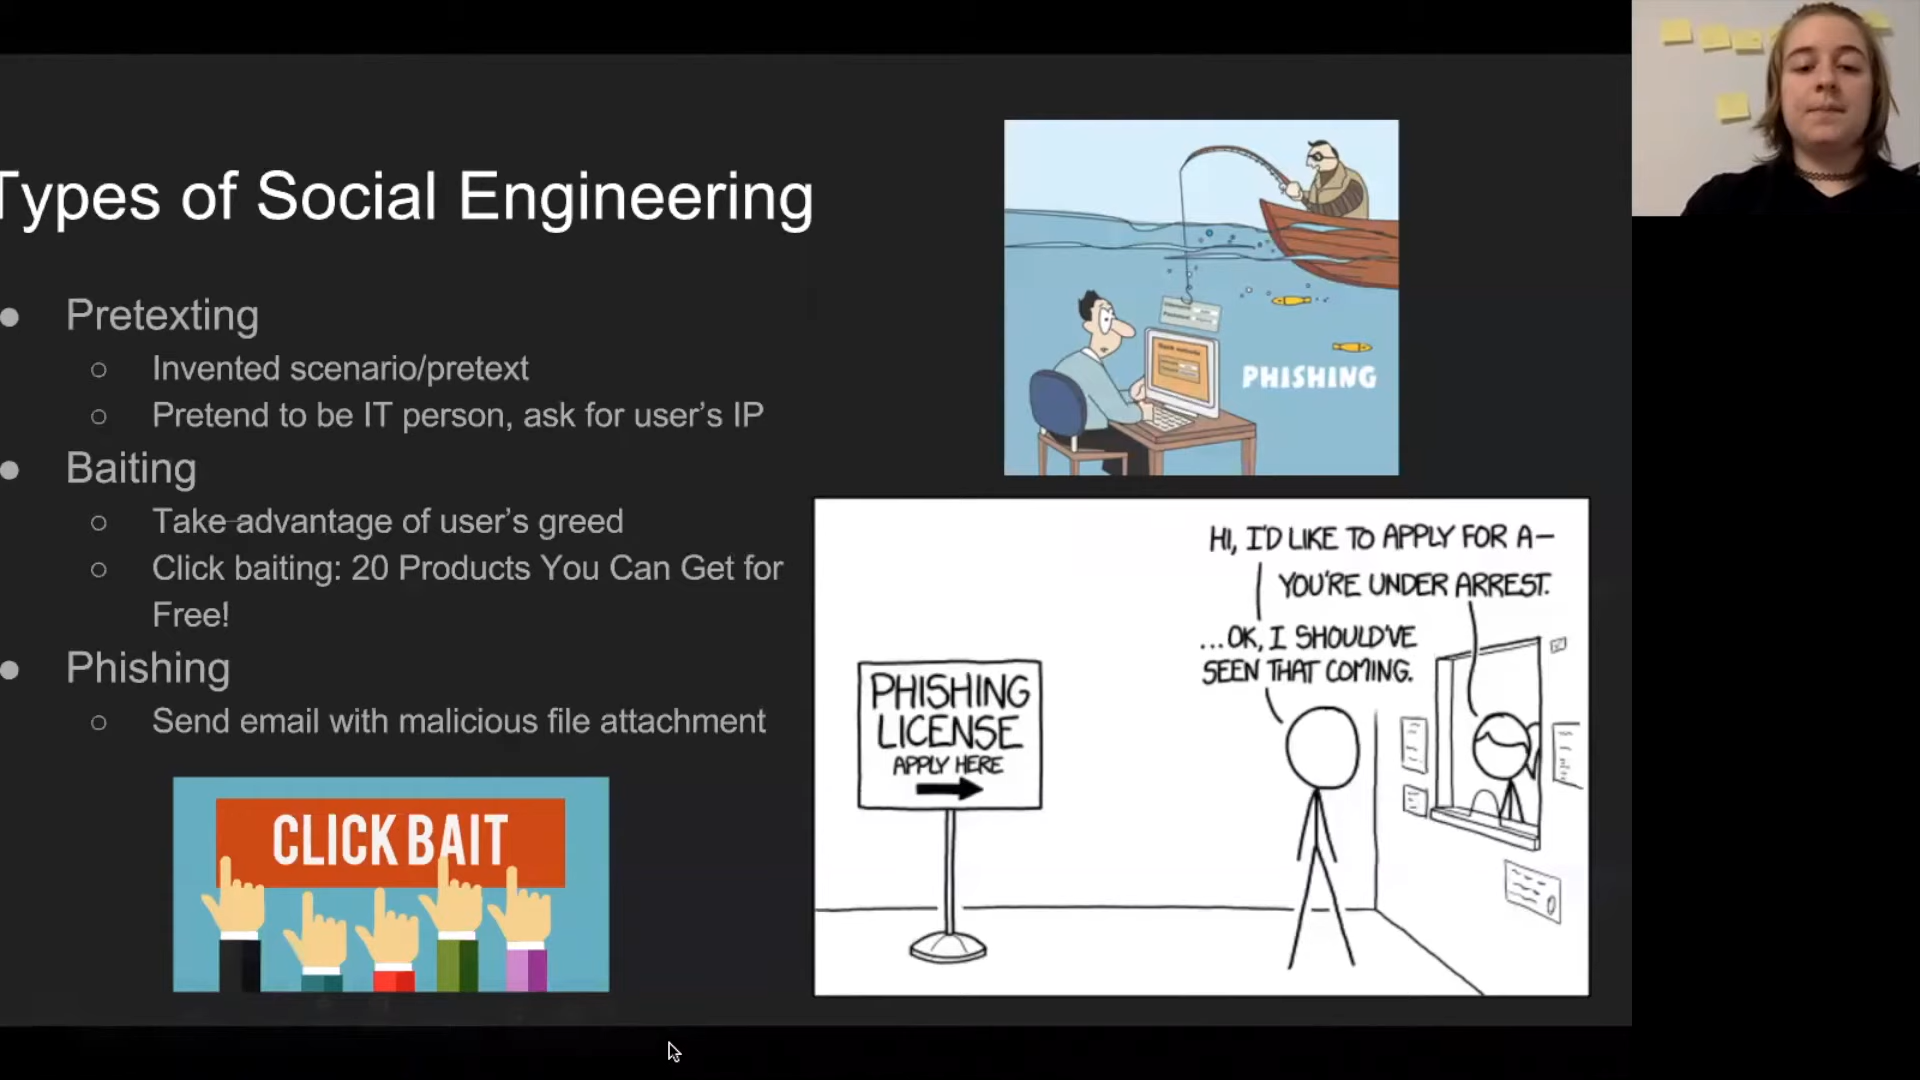 Types of Social Engineering
● Pretexting
○ Invented scenario/pretext
○ Pretend to be IT person, ask for user’s IP
● Baiting
○ Take advantage of user’s greed
○ Click baiting: 20 Products You Can Get for
Free!
● Phishing
○ Send email with malicious file attachment
CLICK BAIT
PHISHING
HI, I'D LIKE TO APPLY FOR A—
YOU'RE UNDER ARREST.
...OK, I SHOULD'VE
SEEN THAT COMING.
PHISHING
LICENSE
APPLY HERE